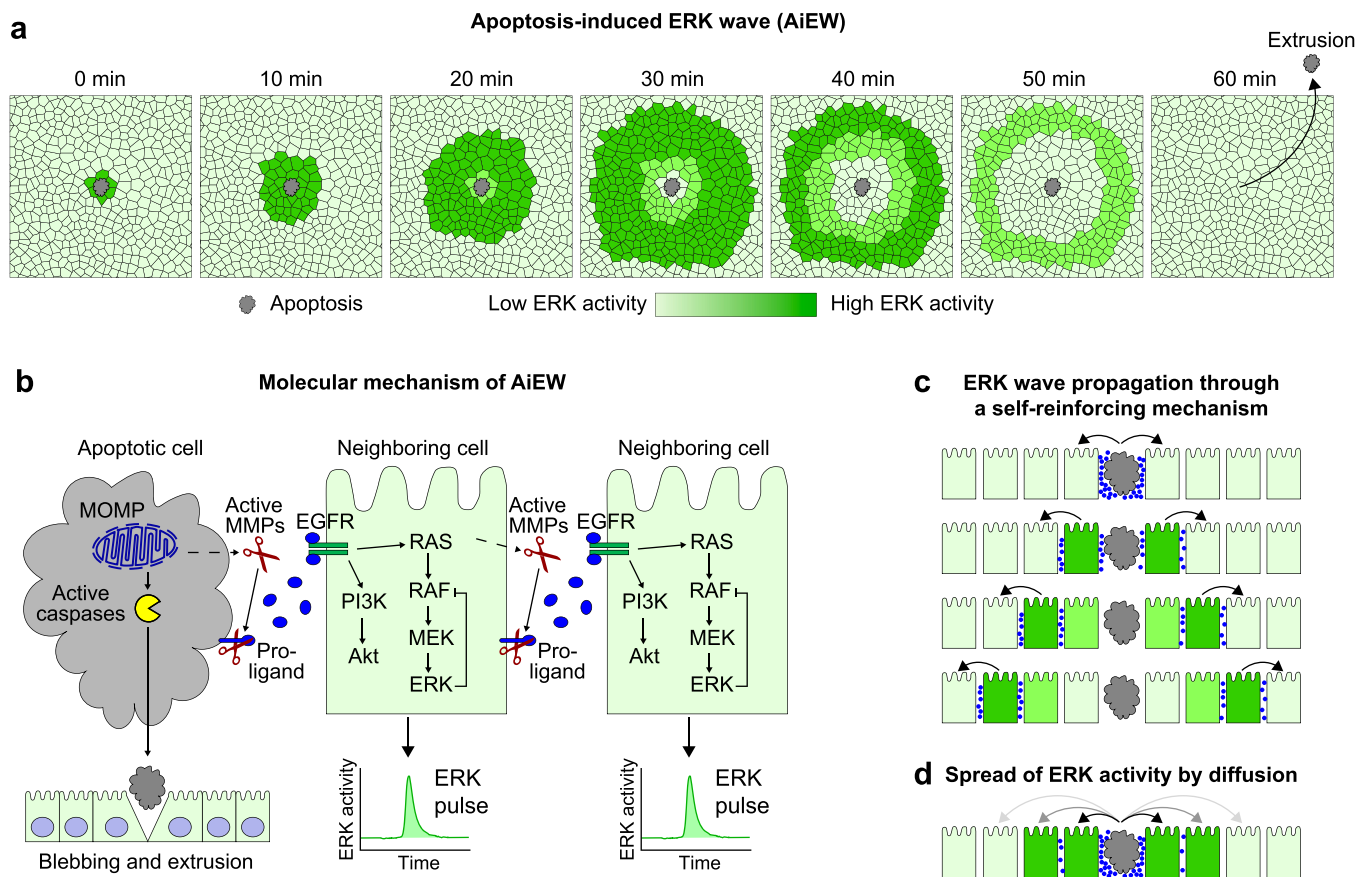 a
Apoptosis-induced ERK wave (AiEW)
Extrusion
0 min
10 min
20 min
30 min
40 min
50 min
60 min
Apoptosis
Low ERK activity
High ERK activity
b
Molecular mechanism of AiEW
Apoptotic cell
Neighboring cell
Neighboring cell
MOMP
Active
caspases
Active
MMPs
EGFR
Pro-
ligand
RAS
RAF
MEK
ERK
PI3K
Akt
Active
MMPs
EGFR
Pro-
ligand
RAS
RAF
MEK
ERK
PI3K
Akt
Blebbing and extrusion
ERK activity
ERK
pulse
Time
ERK activity
ERK
pulse
Time
c
ERK wave propagation through
a self-reinforcing mechanism
d
Spread of ERK activity by diffusion